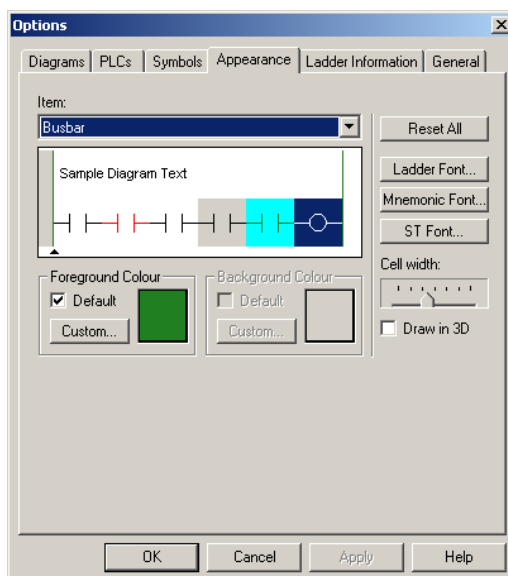 Options
Diagrams PLCs Symbols Appearance Ladder Information General
Item:
Busbar
Reset All
Sample Diagram Text
Ladder Font...
Mnemonic Font...
ST Font...
Cell width:
Foreground Colour
Background Colour
Default
Default
Draw in 3D
Custom...
Custom...
OK
Cancel
Apply
Help